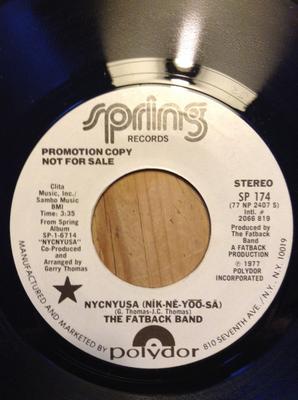 spring
RECORDS
PROMOTION COPY
NOT FOR SALE
Clita
Music, Inc./
Sambo Music
BMI
Time: 3:35
From Spring
Album
SP-1-6714
"NYCNYUSA"
Co-Produced
and
Arranged by
Gerry Thomas
STEREO
SP 174
(77 NP 2407 S)
Intl. #
2066 819
Produced by
The Fatback
Band
A FATBACK
PRODUCTION
℗ 1977
POLYDOR
INCORPORATED
NYCNYUSA (NĬK-NĒ-YOO-SĀ)
(G. Thomas-J.C. Thomas)
THE FATBACK BAND
MANUFACTURED AND MARKETED BY polydor 810 SEVENTH AVE./ N.Y. N.Y. 10019